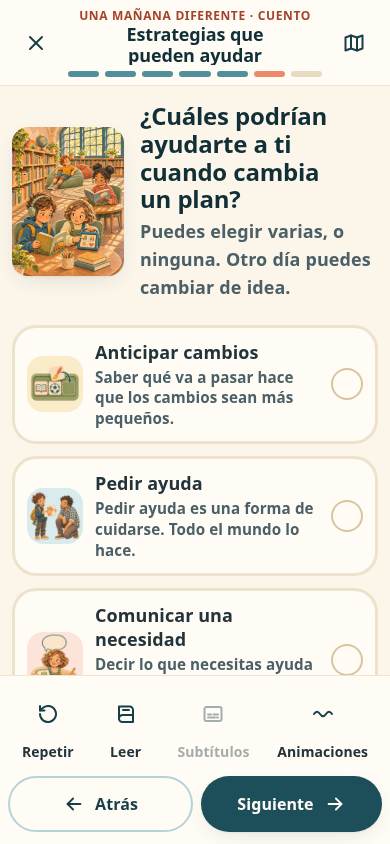 UNA MAÑANA DIFERENTE · CUENTO
Estrategias que
pueden ayudar
¿Cuáles podrían
ayudarte a ti
cuando cambia
un plan?
Puedes elegir varias, o
ninguna. Otro día puedes
cambiar de idea.
Anticipar cambios
Saber qué va a pasar hace
que los cambios sean más
pequeños.
Pedir ayuda
Pedir ayuda es una forma de
cuidarse. Todo el mundo lo
hace.
Comunicar una
necesidad
Decir lo que necesitas ayuda
Repetir
Leer
Subtítulos
Animaciones
Atrás
Siguiente